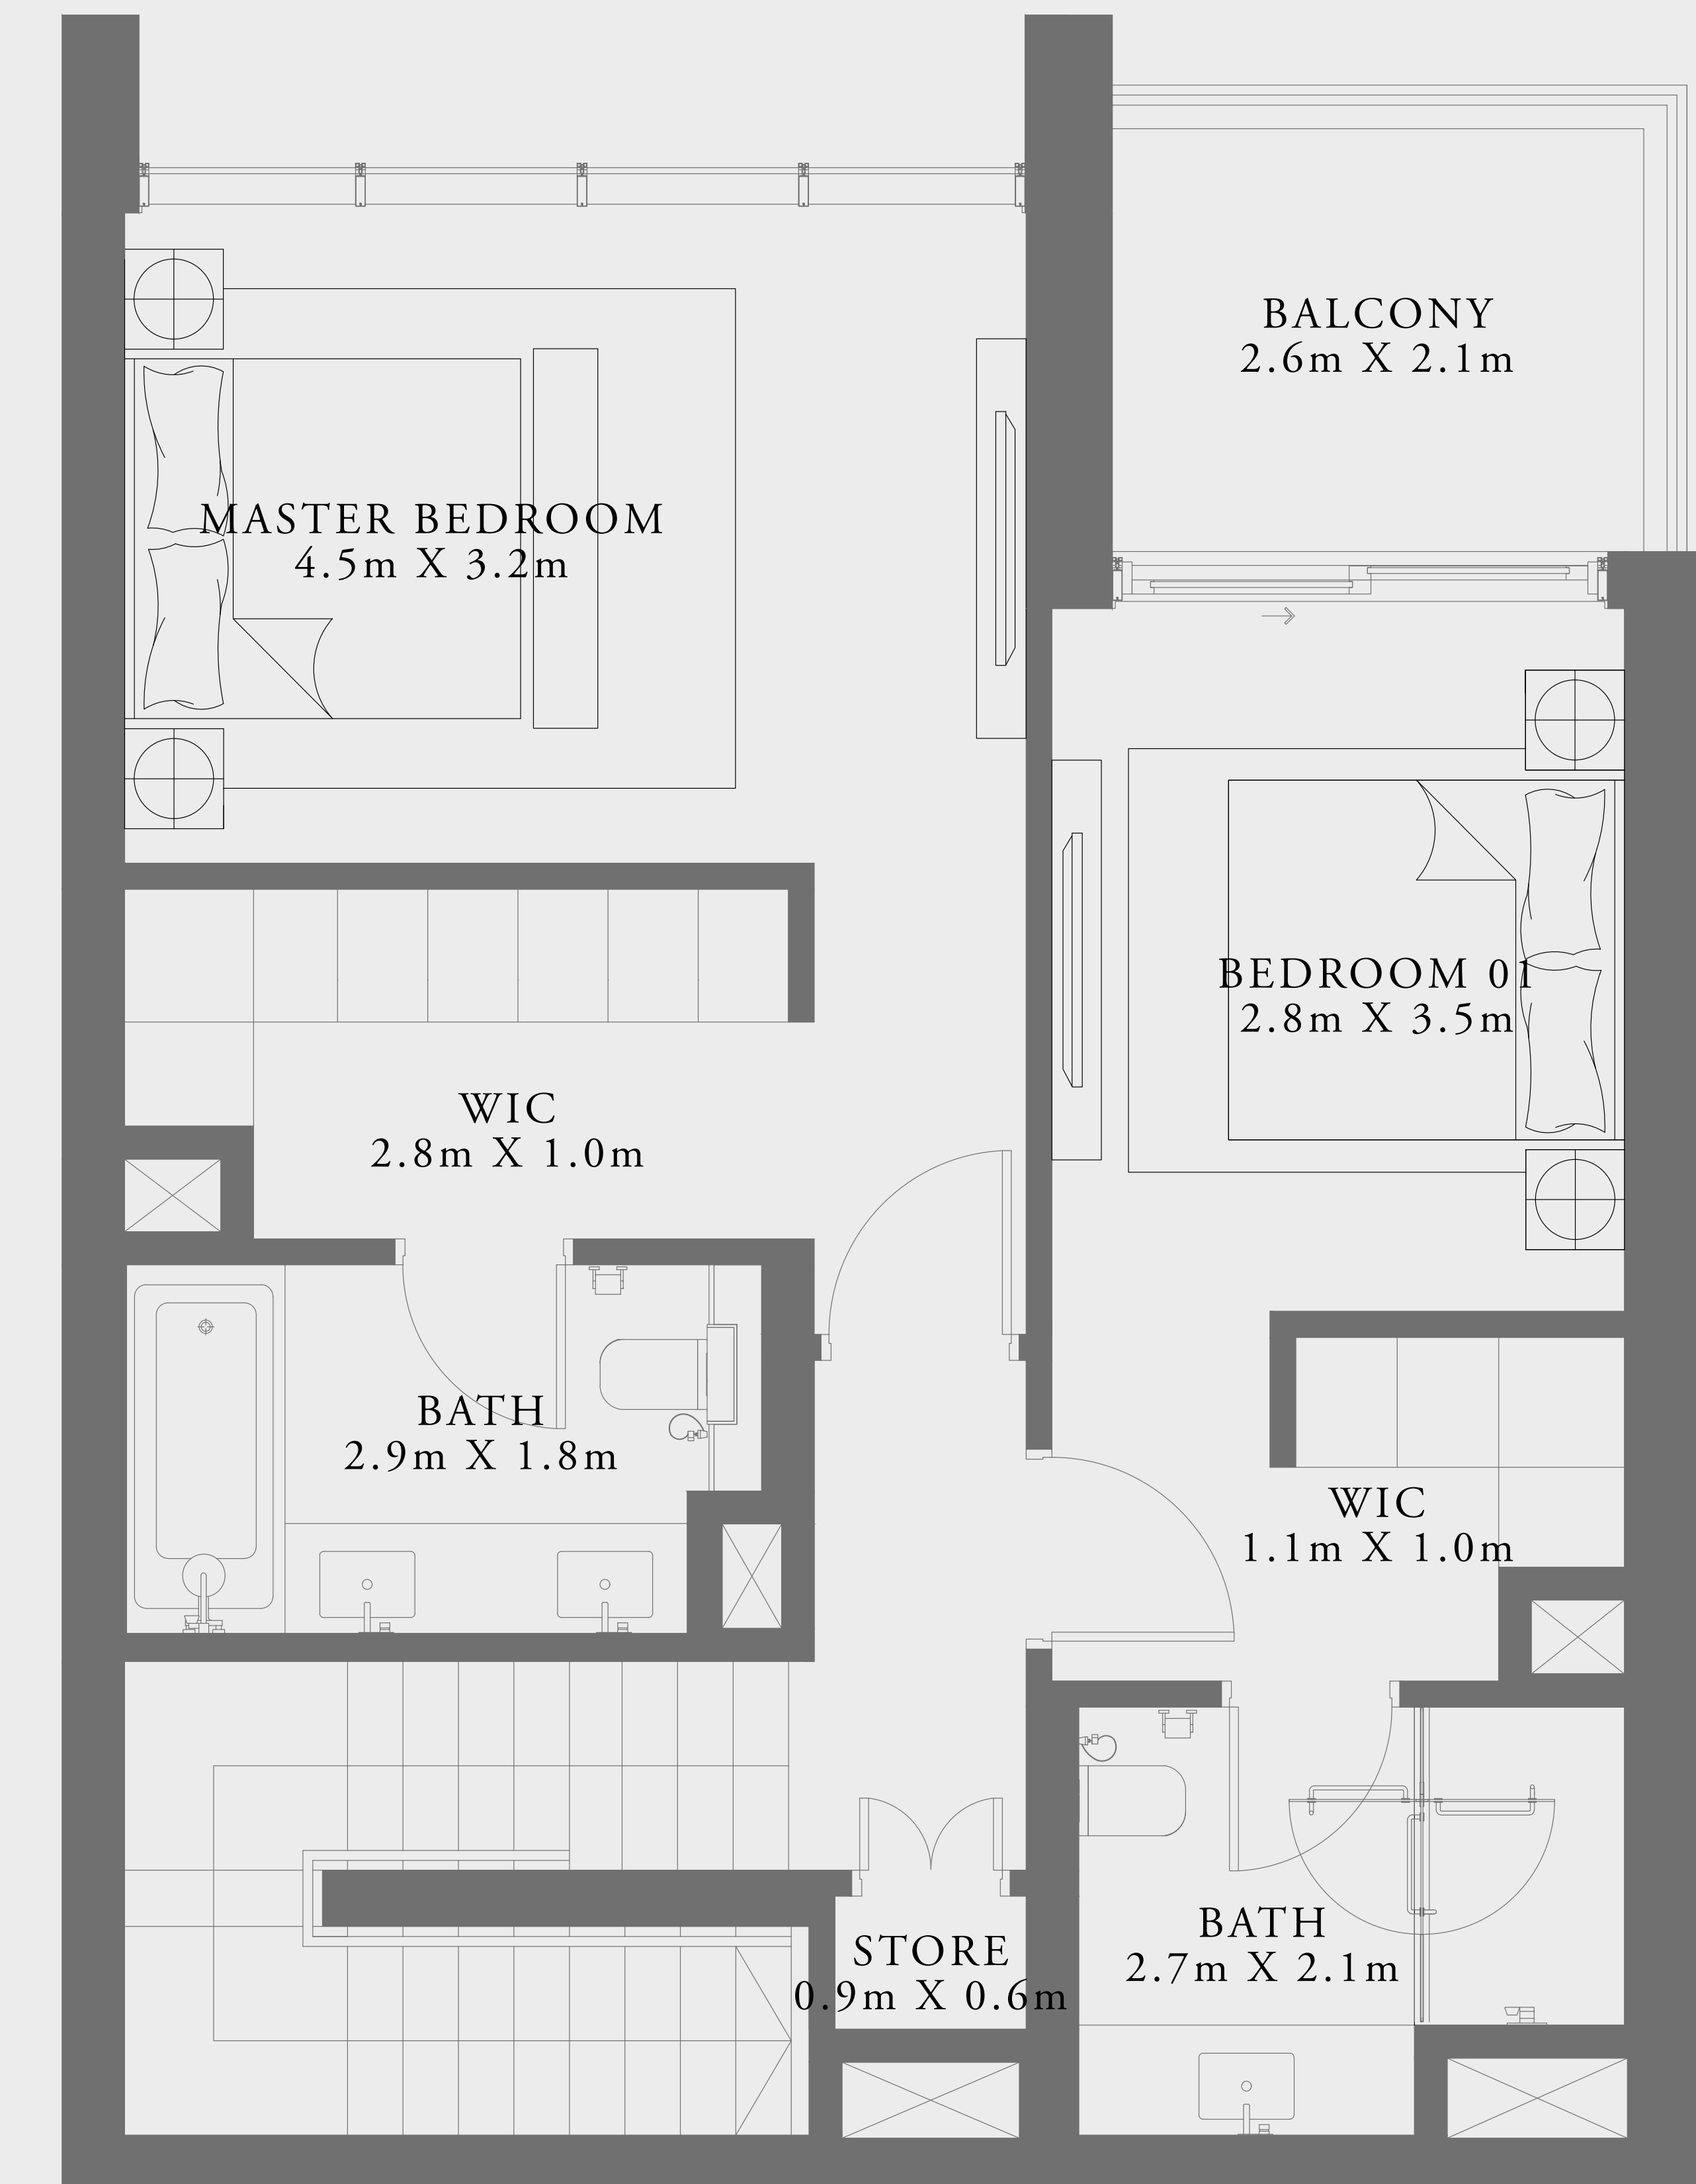 BALCONY
2.6m X 2.1m
MASTER BEDROOM
4.5m X 3.2m
BEDROOM 01
2.8m X 3.5m
WIC
2.8m X 1.0m
BATH
2.9m X 1.8m
WIC
1.1m X 1.0m
BATH
2.7m X 2.1m
STORE
0.9m X 0.6m